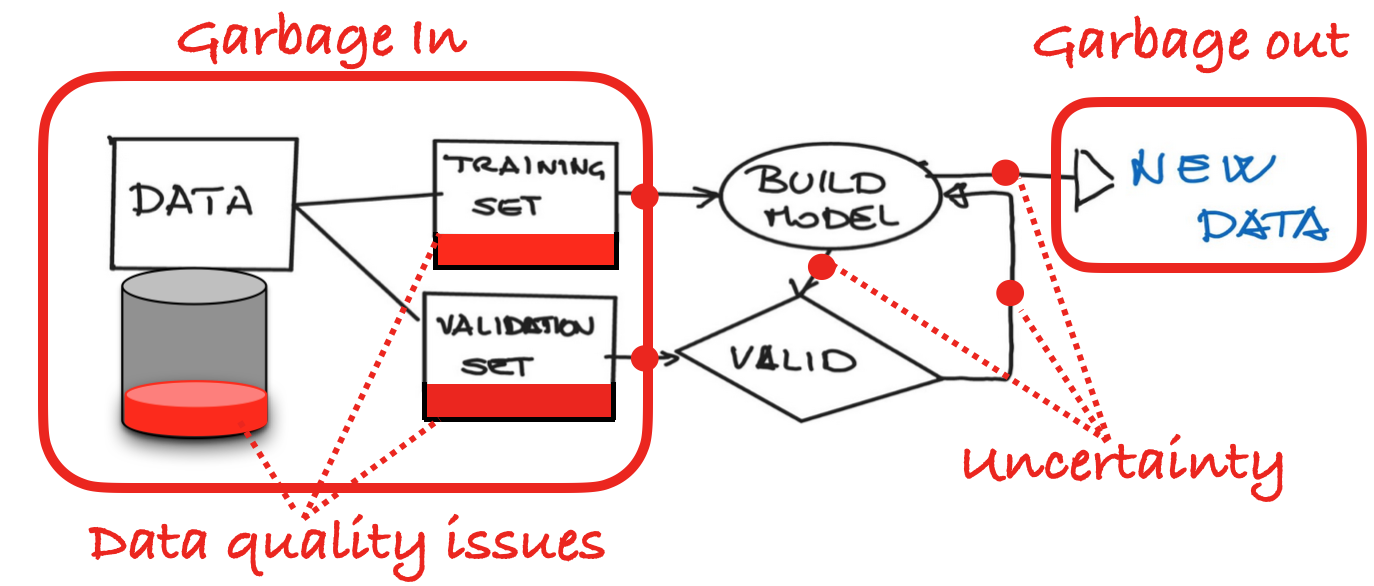 Garbage In
Garbage out
DATA
TRAINING
SET
VALIDATION
SET
BUILD
MODEL
VALID
NEW
DATA
Uncertainty
Data quality issues